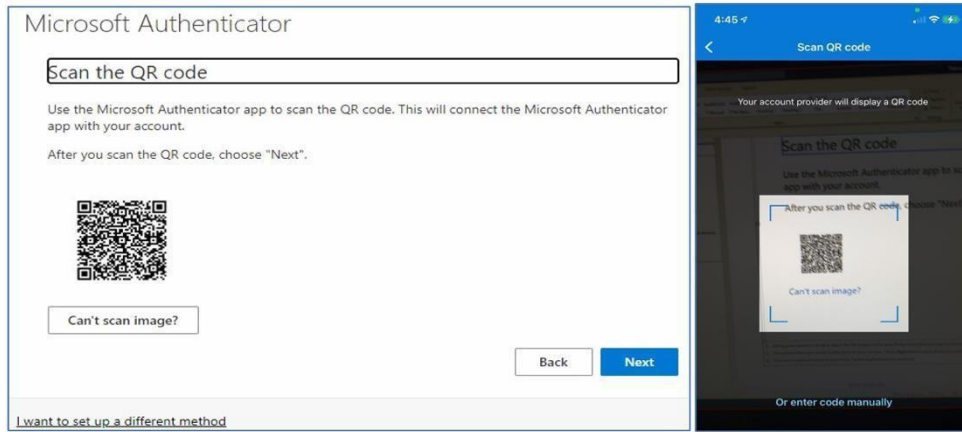 Microsoft Authenticator
Scan the QR code
Use the Microsoft Authenticator app to scan the QR code. This will connect the Microsoft Authenticator
app with your account.
After you scan the QR code, choose "Next".
Can't scan image?
Back
Next
I want to set up a different method
4:45
Scan QR code
Your account provider will display a QR code
Scan the QR code
Use the Microsoft Authenticator app to
app with your account.
After you scan the QR code, choose "Next"
Can't scan image?
Or enter code manually